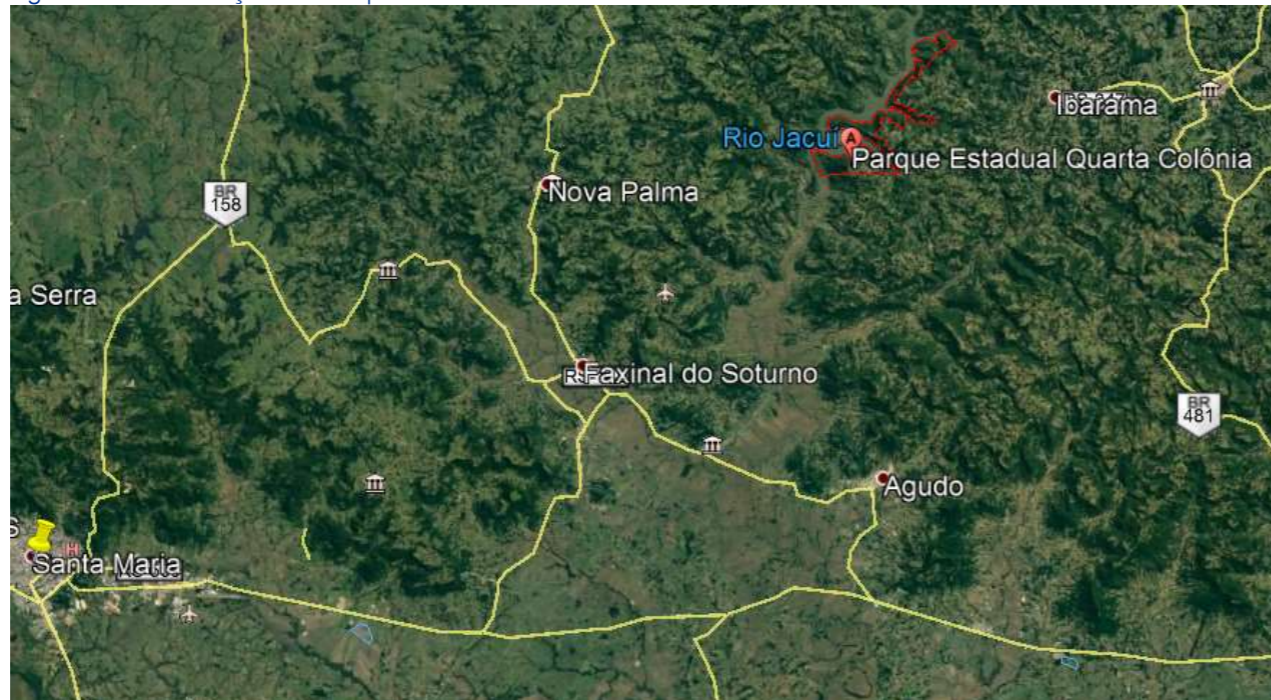 Ibarama
Rio Jacuí
A
Parque Estadual Quarta Colônia
Nova Palma
BR
158
a Serra
Faxinal do Soturno
BR
481
Agudo
S
H
Santa Maria